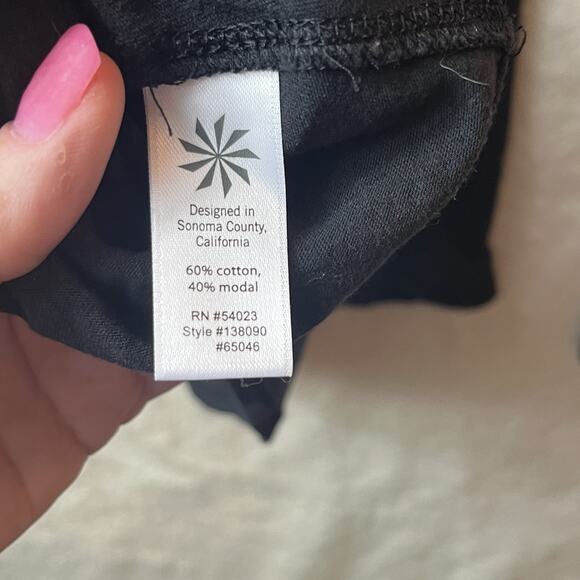 Designed in
Sonoma County,
California
60% cotton,
40% modal
RN #54023
Style #138090
#65046